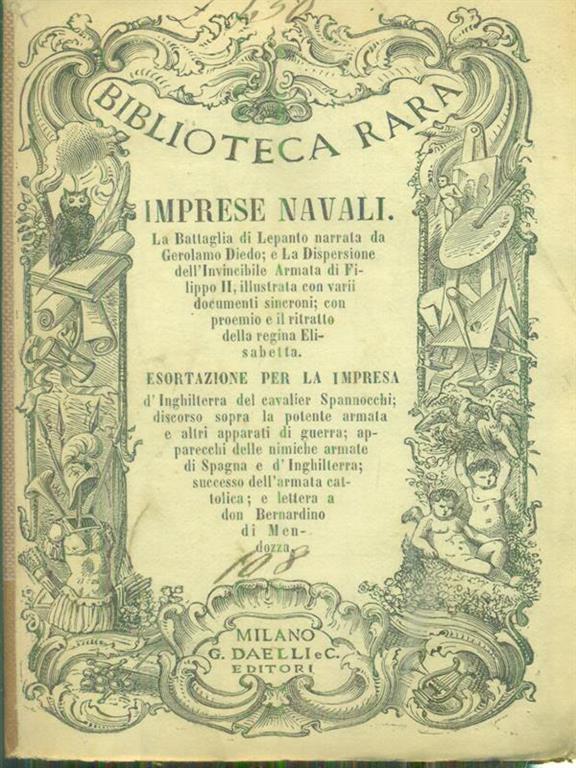 £ 450
BIBLIOTECA RARA
IMPRESE NAVALI.
La Battaglia di Lepanto narrata da
Gerolamo Diedo; e La Dispersione
dell'Invincibile Armata di Fi-
lippo II, illustrata con varii
documenti sincroni; con
proemio e il ritratto
della regina Eli-
sabetta.
ESORTAZIONE PER LA IMPRESA
d'Inghilterra del cavalier Spannocchi;
discorso sopra la potente armata
e altri apparati di guerra; ap-
parecchi delle nimiche armate
di Spagna e d'Inghilterra;
successo dell'armata cat-
tolica; e lettera a
don Bernardino
di Men-
dozza.
108
MILANO
G. DAELLI e C.
EDITORI